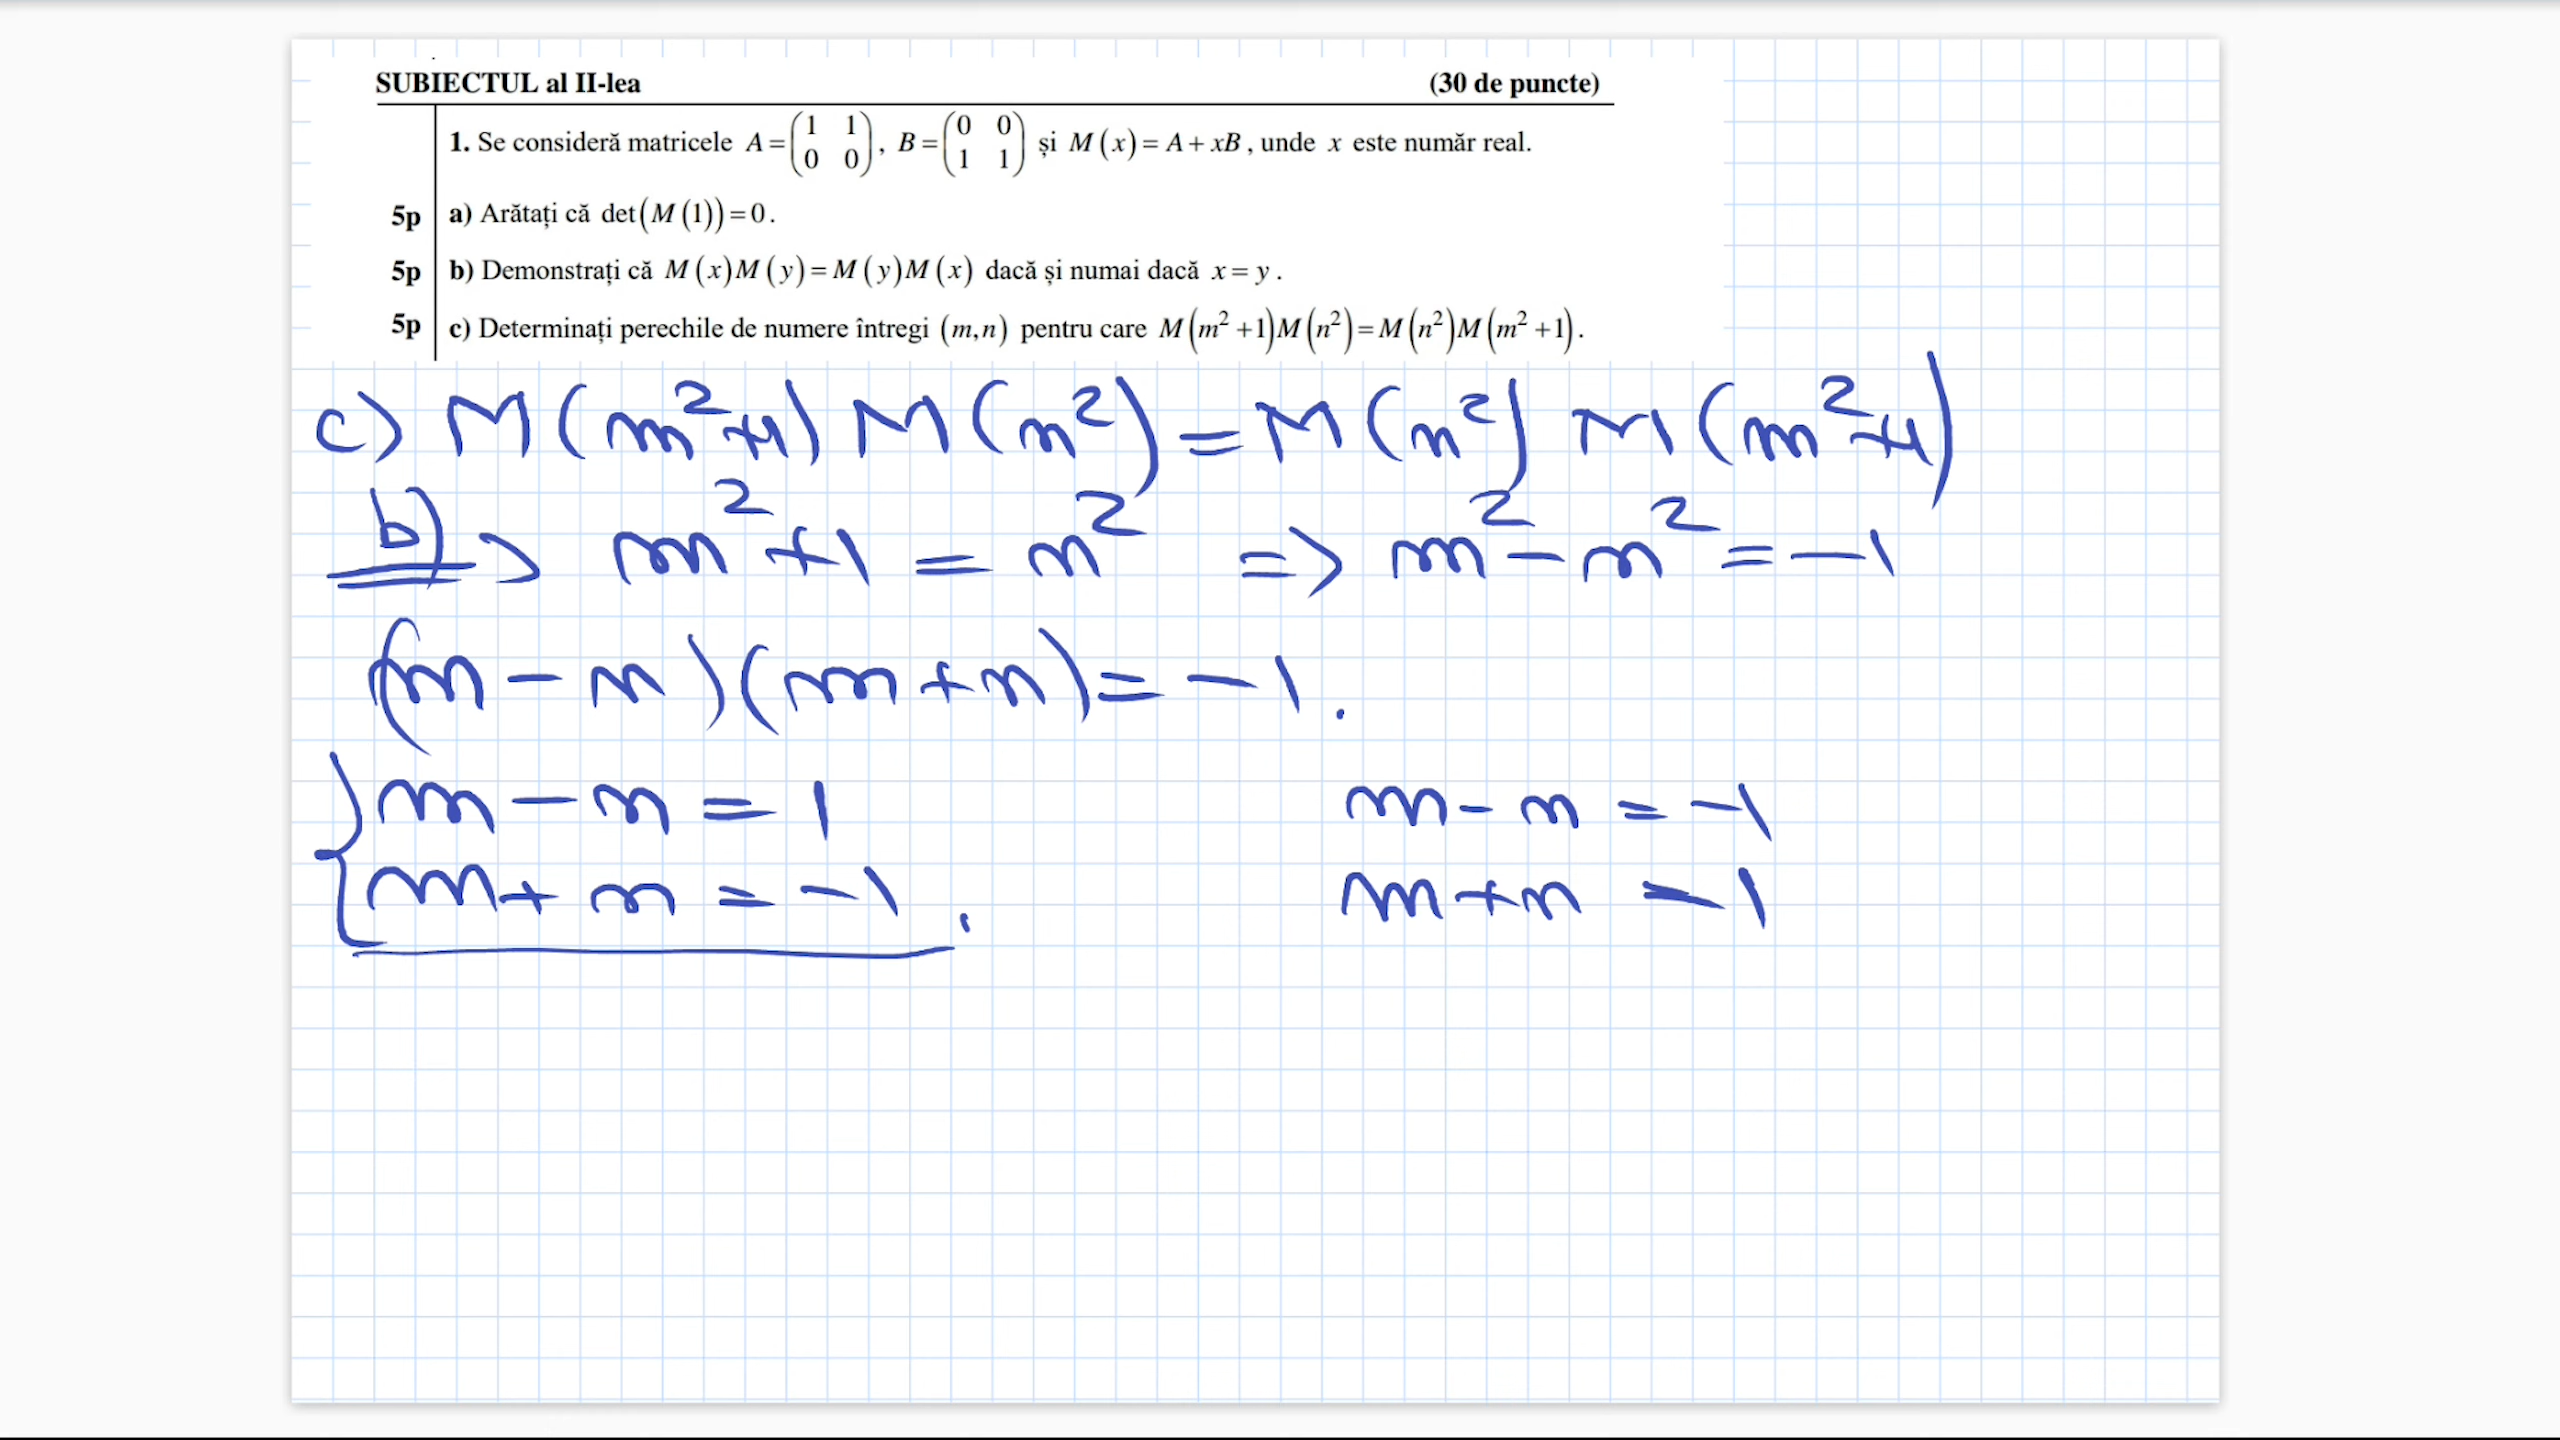 SUBIECTUL al II-lea (30 de puncte)
1. Se consideră matricele A = (1 1 0 0), B = (0 0 1 1) și M(x) = A + xB, unde x este număr real.
5p a) Arătați că det(M(1)) = 0.
5p b) Demonstrați că M(x)M(y) = M(y)M(x) dacă și numai dacă x = y.
5p c) Determinați perechile de numere întregi (m,n) pentru care M(m² +1)M(n²) = M(n²)M(m² +1).
c) M(m²+1) M(n²) = M(n²) M(m²+1)
b)=> m² + 1 = n² => m² - n² = -1
(m - n)(m + n) = -1.
m - n = 1 m - n = -1
m + n = -1. m + n = 1